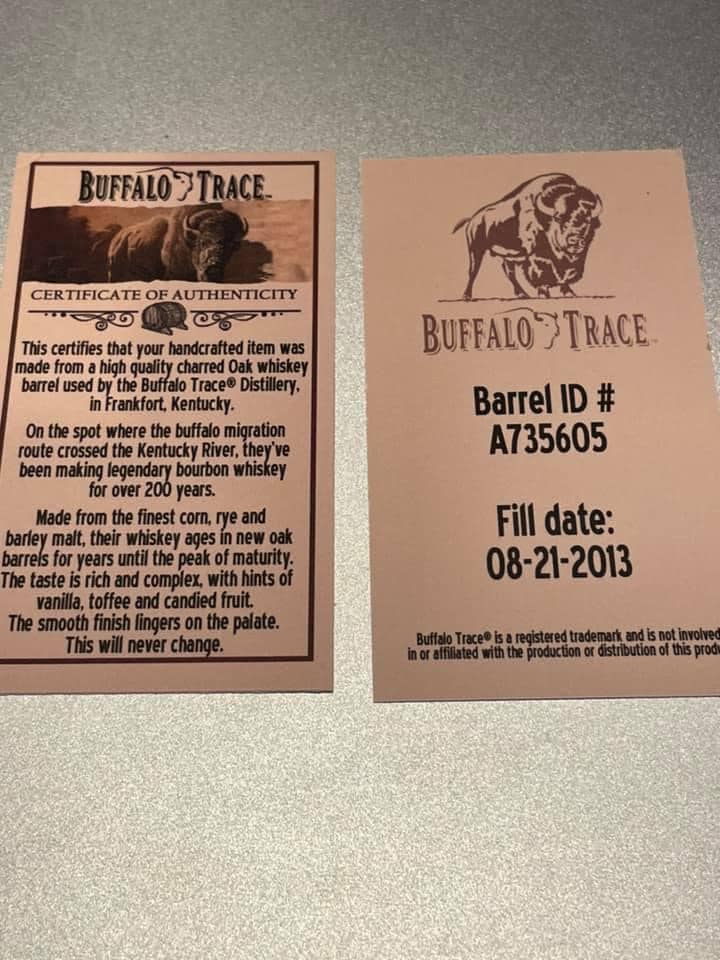 BUFFALO TRACE™
CERTIFICATE OF AUTHENTICITY
This certifies that your handcrafted item was
made from a high quality charred Oak whiskey
barrel used by the Buffalo Trace® Distillery,
in Frankfort, Kentucky.
On the spot where the buffalo migration
route crossed the Kentucky River, they've
been making legendary bourbon whiskey
for over 200 years.
Made from the finest corn, rye and
barley malt, their whiskey ages in new oak
barrels for years until the peak of maturity.
The taste is rich and complex, with hints of
vanilla, toffee and candied fruit.
The smooth finish lingers on the palate.
This will never change.
BUFFALO TRACE™
Barrel ID #
A735605
Fill date:
08-21-2013
Buffalo Trace® is a registered trademark and is not involved
in or affiliated with the production or distribution of this prod